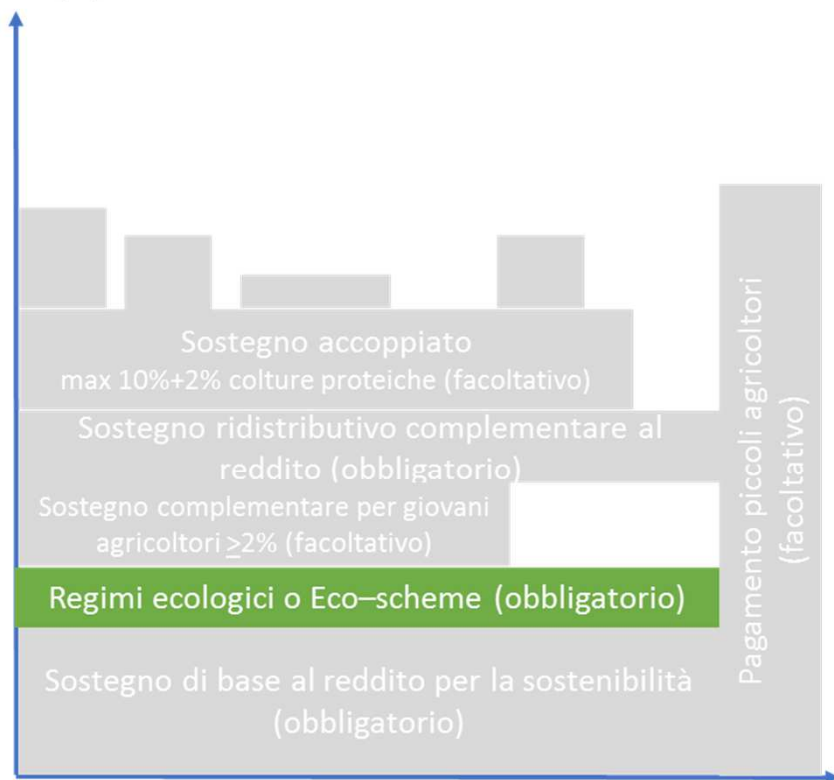 Sostegno accoppiato
max 10%+2% colture proteiche (facoltativo)
Sostegno ridistributivo complementare al
reddito (obbligatorio)
Sostegno complementare per giovani
agricoltori ≥2% (facoltativo)
Regimi ecologici o Eco–scheme (obbligatorio)
Sostegno di base al reddito per la sostenibilità
(obbligatorio)
Pagamento piccoli agricoltori
(facoltativo)